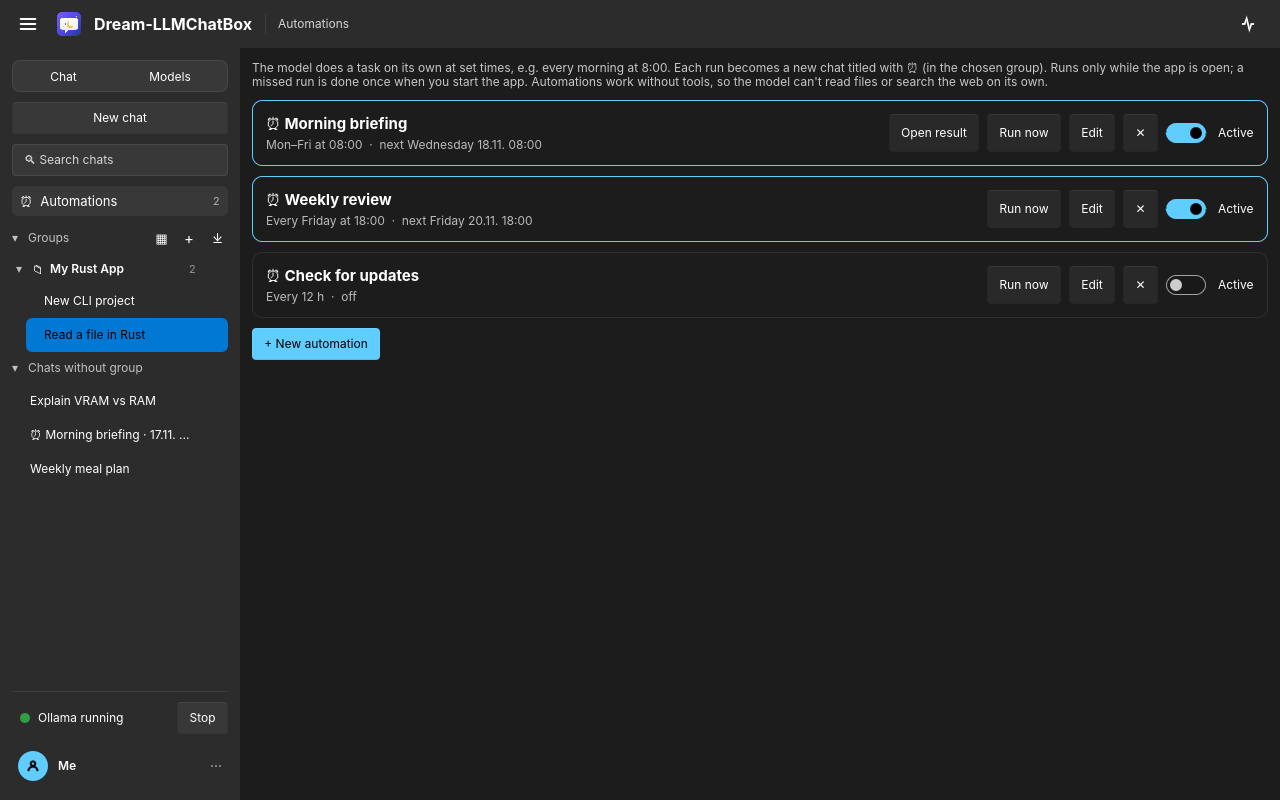 Dream-LLMChatBox
Automations
Chat
Models
New chat
Search chats
⏰ Automations 2
Groups
My Rust App 2
New CLI project
Read a file in Rust
Chats without group
Explain VRAM vs RAM
⏰ Morning briefing · 17.11. ...
Weekly meal plan
Ollama running
Stop
Me
The model does a task on its own at set times, e.g. every morning at 8:00. Each run becomes a new chat titled with ⏰ (in the chosen group). Runs only while the app is open; a
missed run is done once when you start the app. Automations work without tools, so the model can't read files or search the web on its own.
⏰ Morning briefing
Mon–Fri at 08:00 · next Wednesday 18.11. 08:00
Open result
Run now
Edit
✕
Active
⏰ Weekly review
Every Friday at 18:00 · next Friday 20.11. 18:00
Run now
Edit
✕
Active
⏰ Check for updates
Every 12 h · off
Run now
Edit
✕
Active
+ New automation